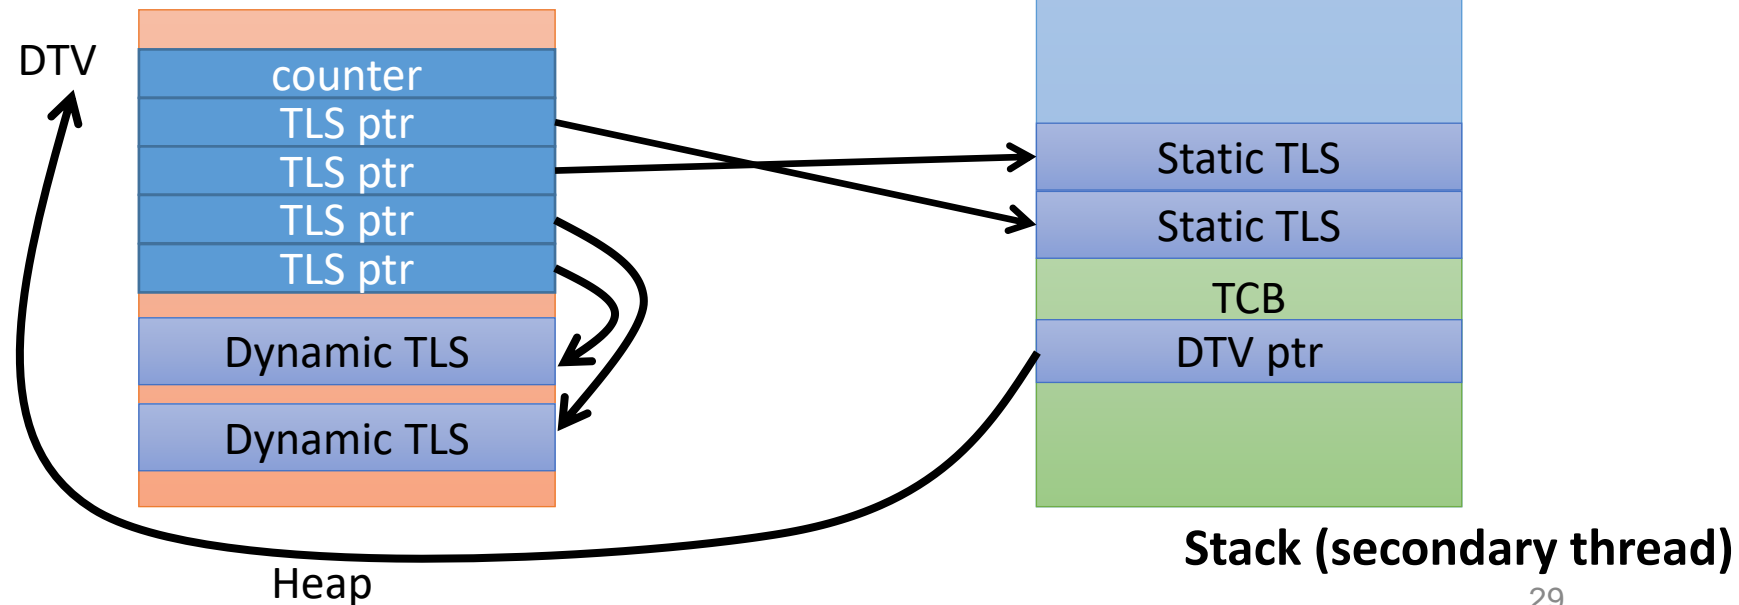 DTV
counter
TLS ptr
TLS ptr
TLS ptr
TLS ptr
Dynamic TLS
Dynamic TLS
Heap
Static TLS
Static TLS
TCB
DTV ptr
Stack (secondary thread)
29